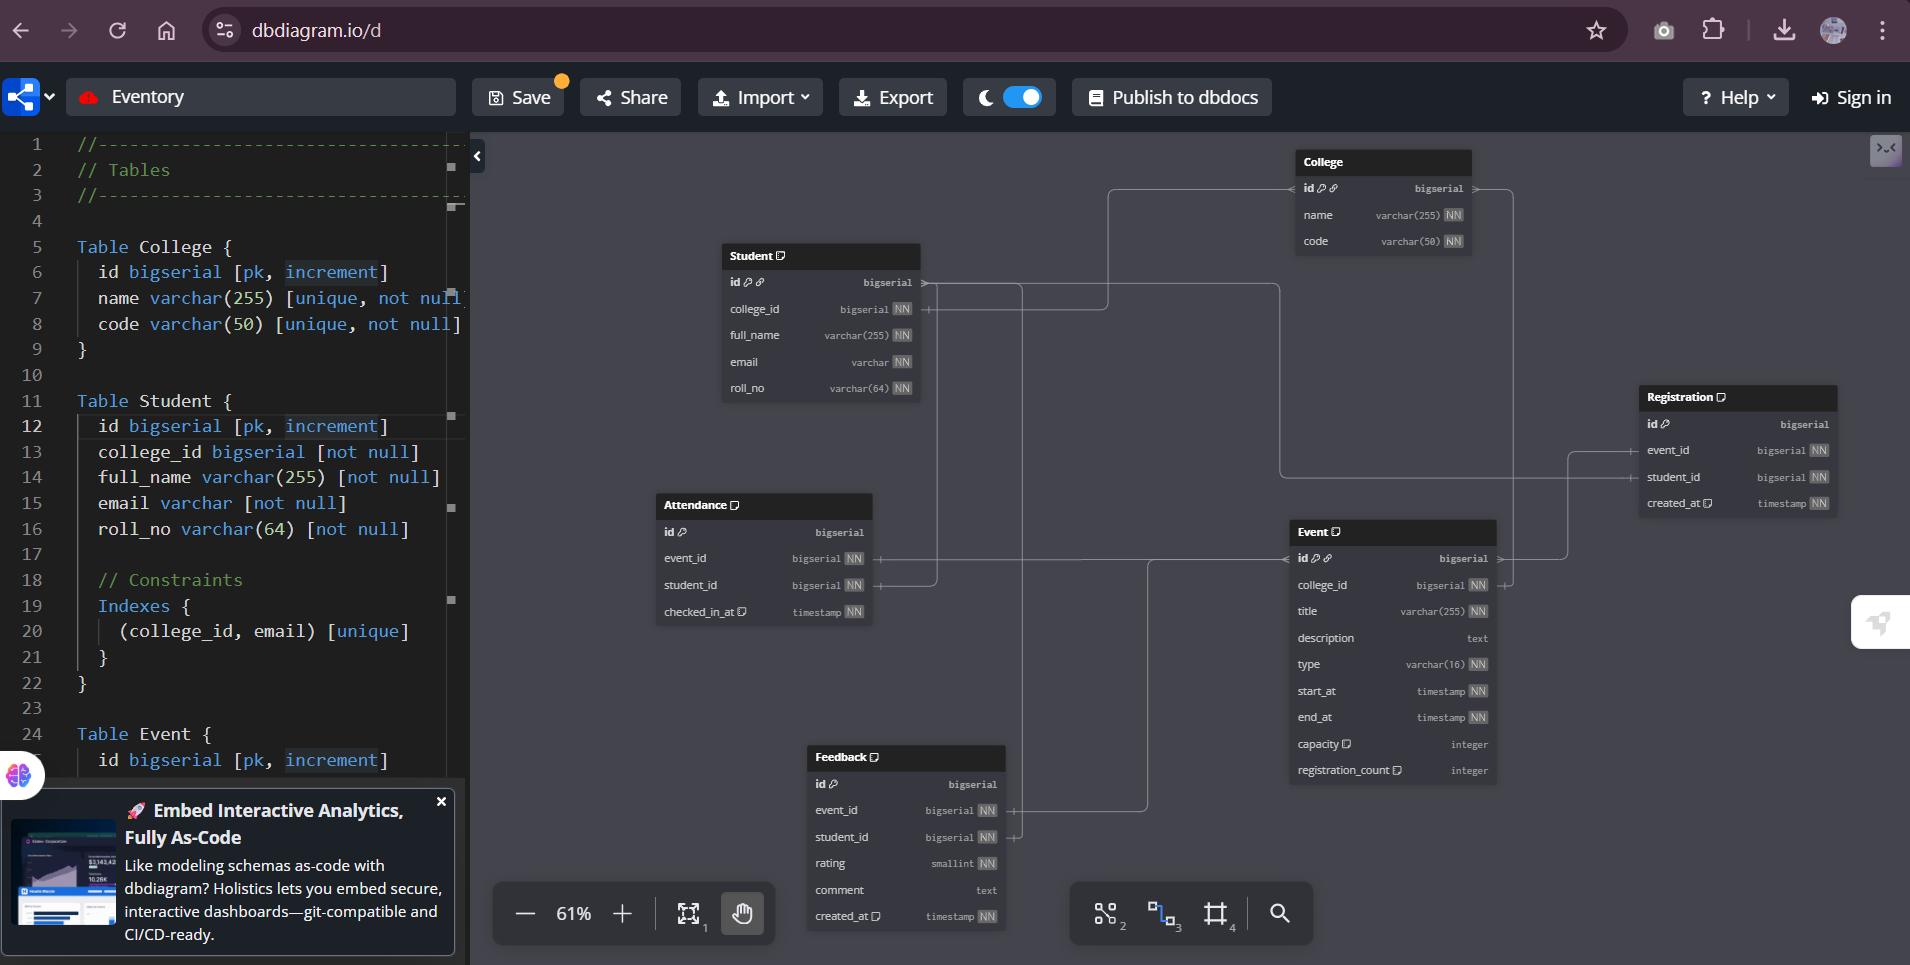 dbdiagram.io/d
Eventory
Save
Share
Import
Export
Publish to dbdocs
? Help
Sign in
1 //-----------------------------------
2 // Tables
3 //-----------------------------------
4
5 Table College {
6 id bigserial [pk, increment]
7 name varchar(255) [unique, not null]
8 code varchar(50) [unique, not null]
9 }
10
11 Table Student {
12 id bigserial [pk, increment]
13 college_id bigserial [not null]
14 full_name varchar(255) [not null]
15 email varchar [not null]
16 roll_no varchar(64) [not null]
17
18 // Constraints
19 Indexes {
20 (college_id, email) [unique]
21 }
22 }
23
24 Table Event {
id bigserial [pk, increment]
🚀 Embed Interactive Analytics,
Fully As-Code
Like modeling schemas as-code with
dbdiagram? Holistics lets you embed secure,
interactive dashboards—git-compatible and
CI/CD-ready.
College
id bigserial
name varchar(255) NN
code varchar(50) NN
Student
id bigserial
college_id bigserial NN
full_name varchar(255) NN
email varchar NN
roll_no varchar(64) NN
Registration
id bigserial
event_id bigserial NN
student_id bigserial NN
created_at timestamp NN
Attendance
id bigserial
event_id bigserial NN
student_id bigserial NN
checked_in_at timestamp NN
Event
id bigserial
college_id bigserial NN
title varchar(255) NN
description text
type varchar(16) NN
start_at timestamp NN
end_at timestamp NN
capacity integer
registration_count integer
Feedback
id bigserial
event_id bigserial NN
student_id bigserial NN
rating smallint NN
comment text
created_at timestamp NN
61%
1
2
3
4